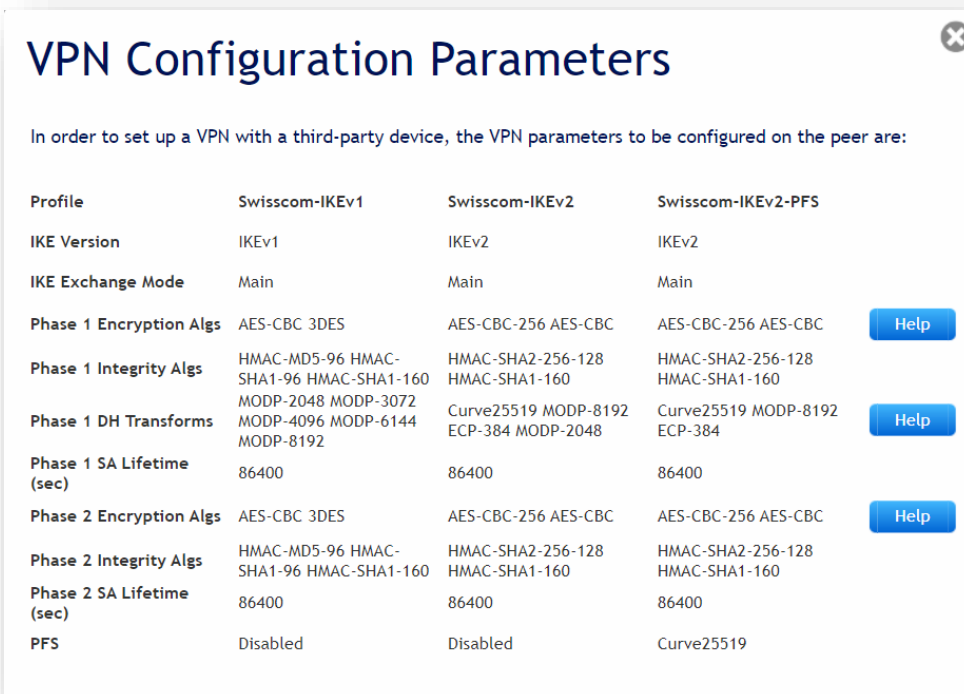 VPN Configuration Parameters
In order to set up a VPN with a third-party device, the VPN parameters to be configured on the peer are:
Profile Swisscom-IKEv1 Swisscom-IKEv2 Swisscom-IKEv2-PFS
IKE Version IKEv1 IKEv2 IKEv2
IKE Exchange Mode Main Main Main
Phase 1 Encryption Algs AES-CBC 3DES AES-CBC-256 AES-CBC AES-CBC-256 AES-CBC Help
Phase 1 Integrity Algs HMAC-MD5-96 HMAC- HMAC-SHA2-256-128 HMAC-SHA2-256-128
SHA1-96 HMAC-SHA1-160 HMAC-SHA1-160 HMAC-SHA1-160
MODP-2048 MODP-3072
Phase 1 DH Transforms MODP-4096 MODP-6144 Curve25519 MODP-8192 Curve25519 MODP-8192 Help
MODP-8192 ECP-384 MODP-2048 ECP-384
Phase 1 SA Lifetime
(sec) 86400 86400 86400
Phase 2 Encryption Algs AES-CBC 3DES AES-CBC-256 AES-CBC AES-CBC-256 AES-CBC Help
Phase 2 Integrity Algs HMAC-MD5-96 HMAC- HMAC-SHA2-256-128 HMAC-SHA2-256-128
SHA1-96 HMAC-SHA1-160 HMAC-SHA1-160 HMAC-SHA1-160
Phase 2 SA Lifetime
(sec) 86400 86400 86400
PFS Disabled Disabled Curve25519